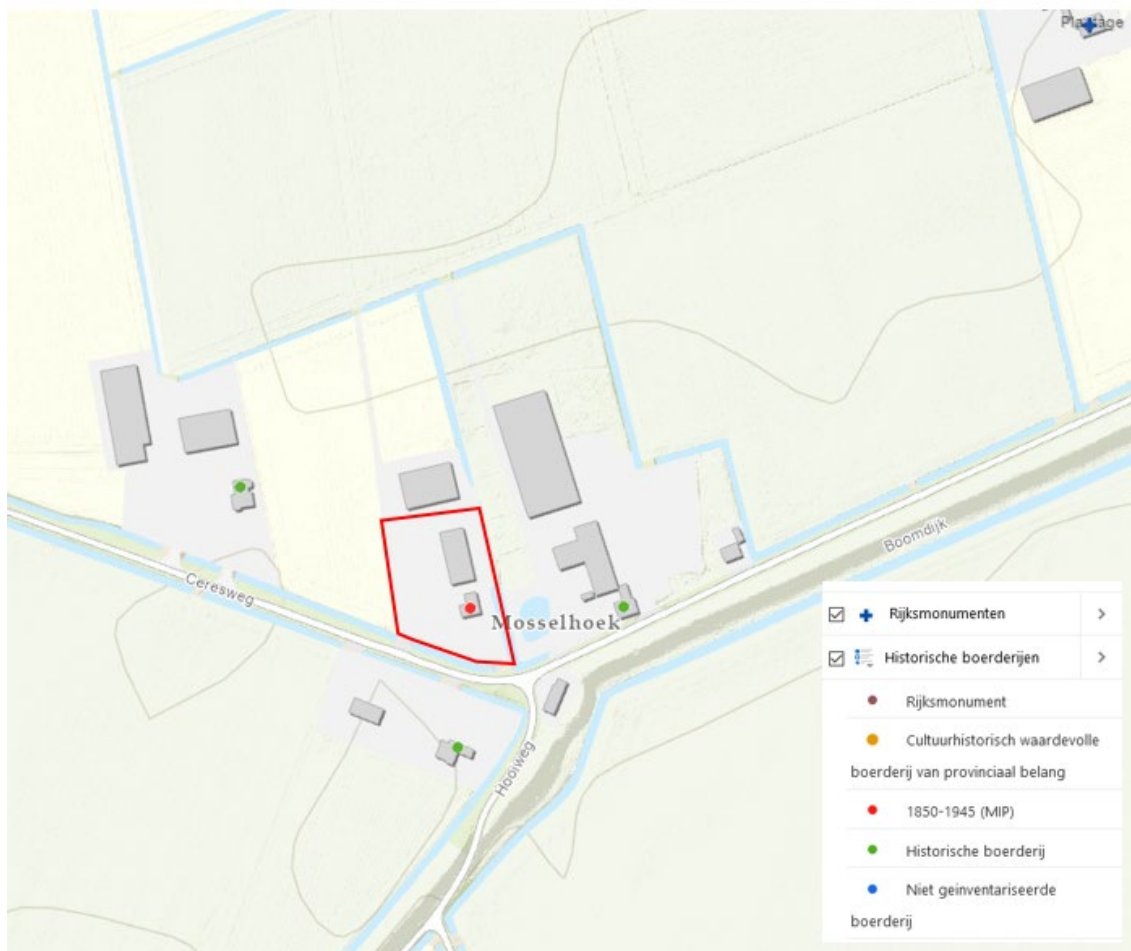 Plantage
Ceresweg
Mosselhoek
Boomdijk
Hooiweg
Rijksmonumenten
Historische boerderijen
Rijksmonument
Cultuurhistorisch waardevolle
boerderij van provinciaal belang
1850-1945 (MIP)
Historische boerderij
Niet geinventariseerde
boerderij